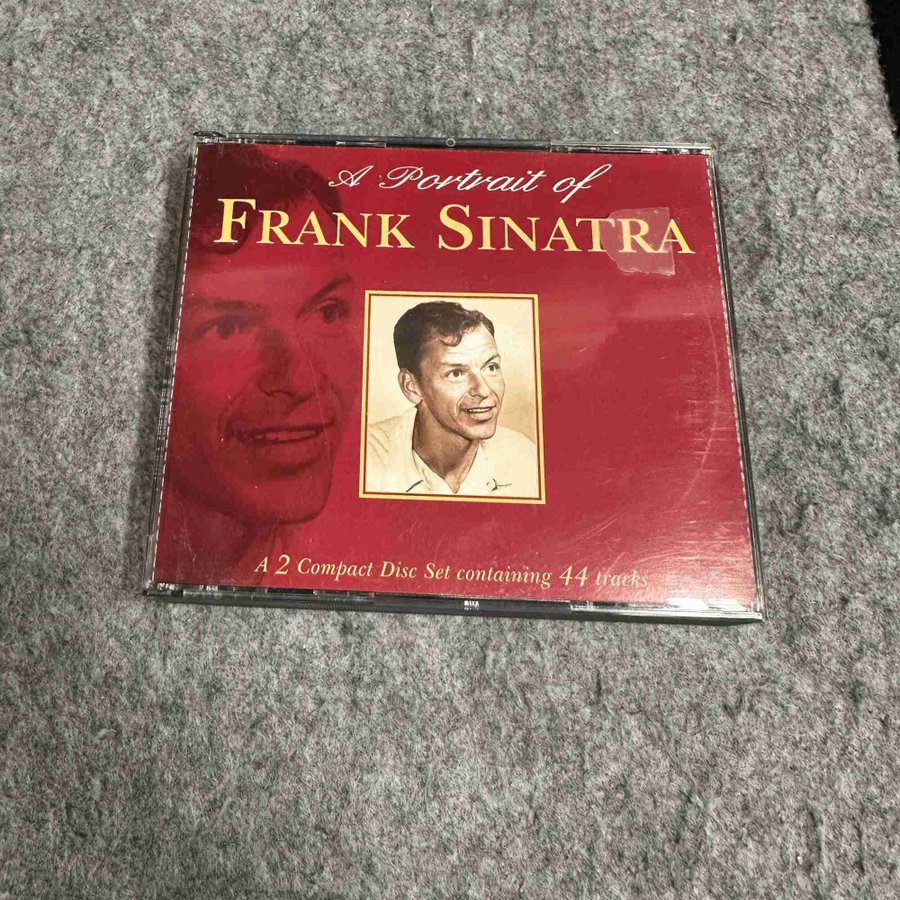 A Portrait of
FRANK SINATRA
A 2 Compact Disc Set containing 44 tracks